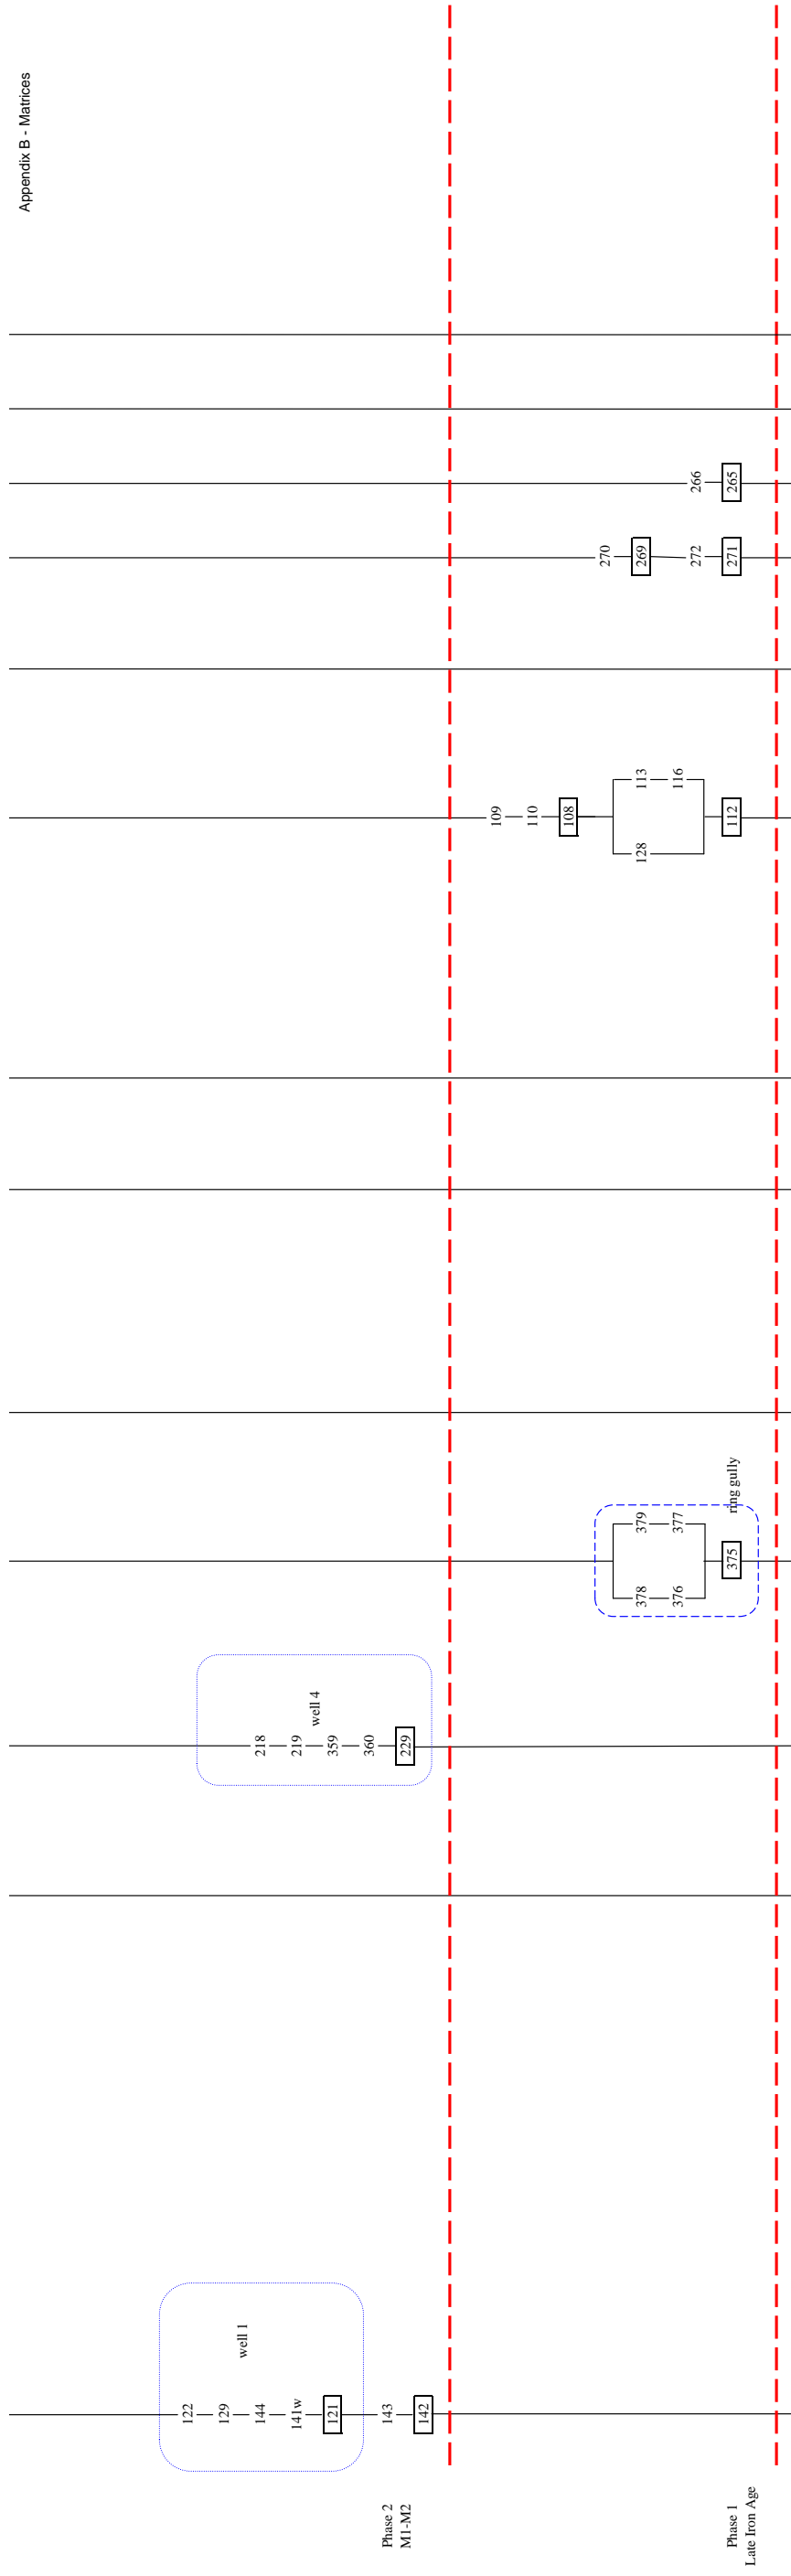 Appendix B - Matrices
122
129
well 1
144 218
141w 219
well 4
121 359
360
Phase 2 143
M1-M2 229
142
109
110
108
270
378 379 128 113 269
376 377 116
272 266
Phase 1 375 ring gully 112 271 265
Late Iron Age